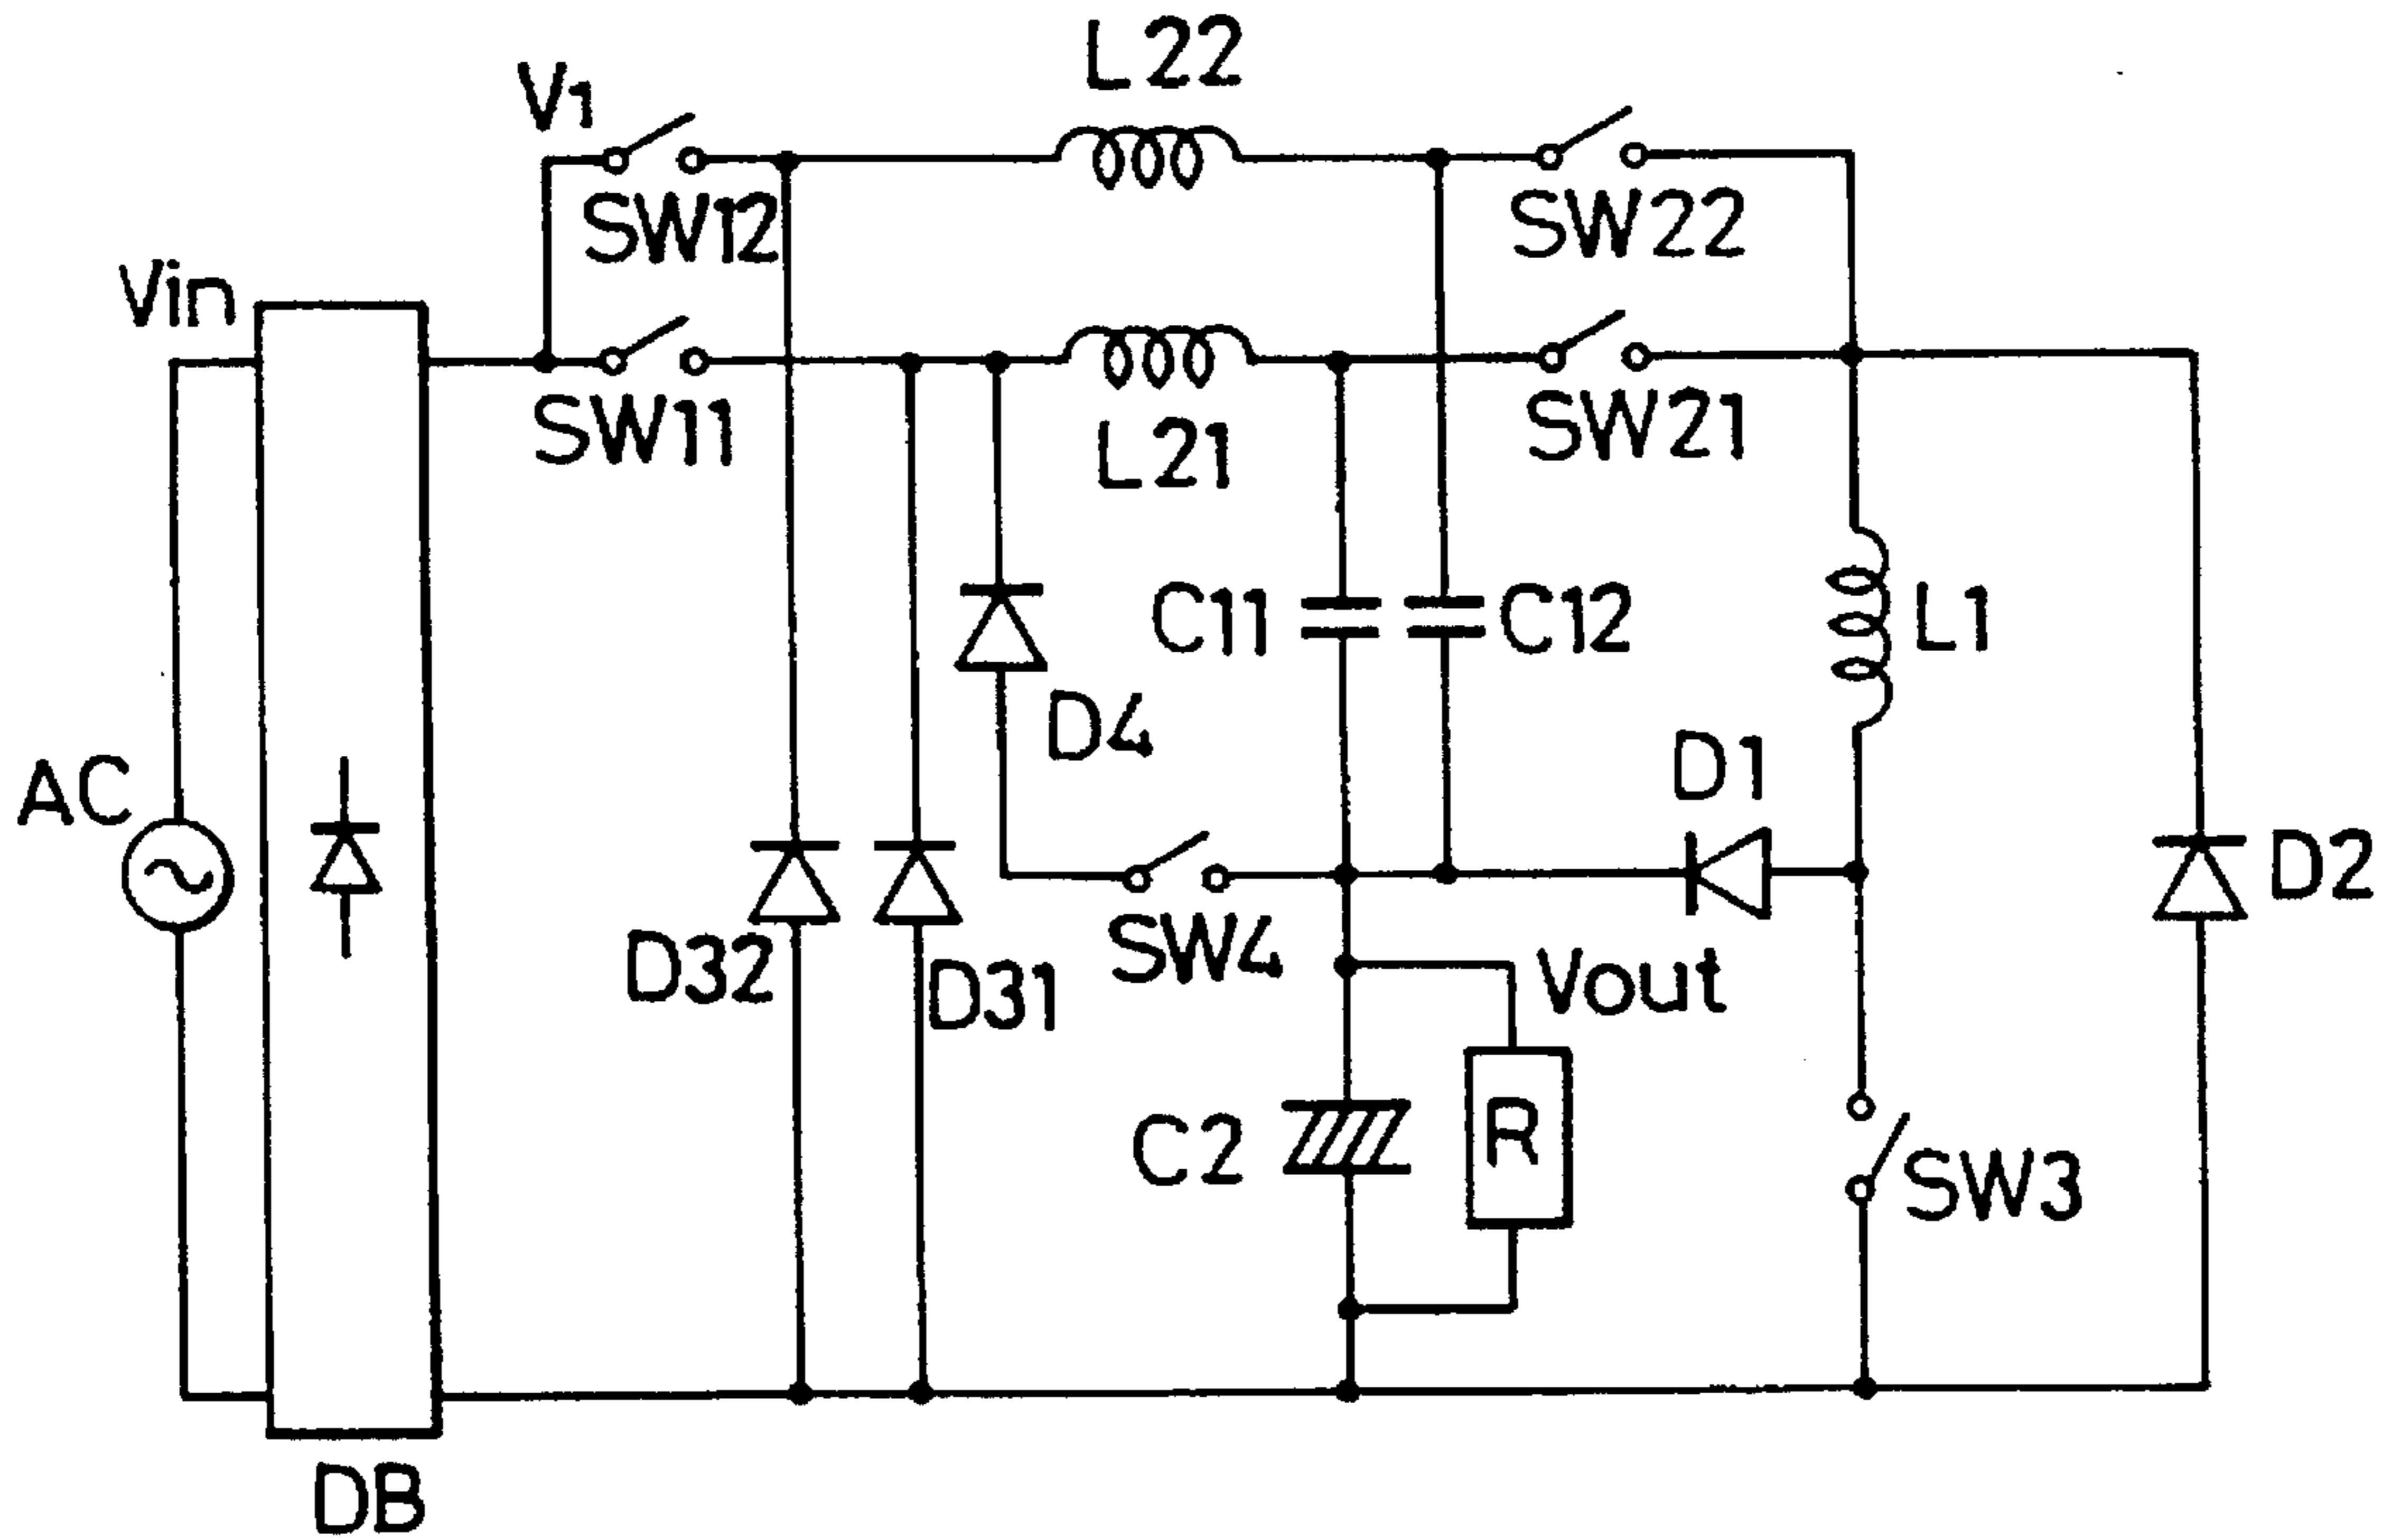 L22
V1
SW12
SW22
Vin
SW11
L21
SW21
C11
C12
L1
D4
D1
AC
D2
D32
D31
SW4
Vout
C2
R
SW3
DB